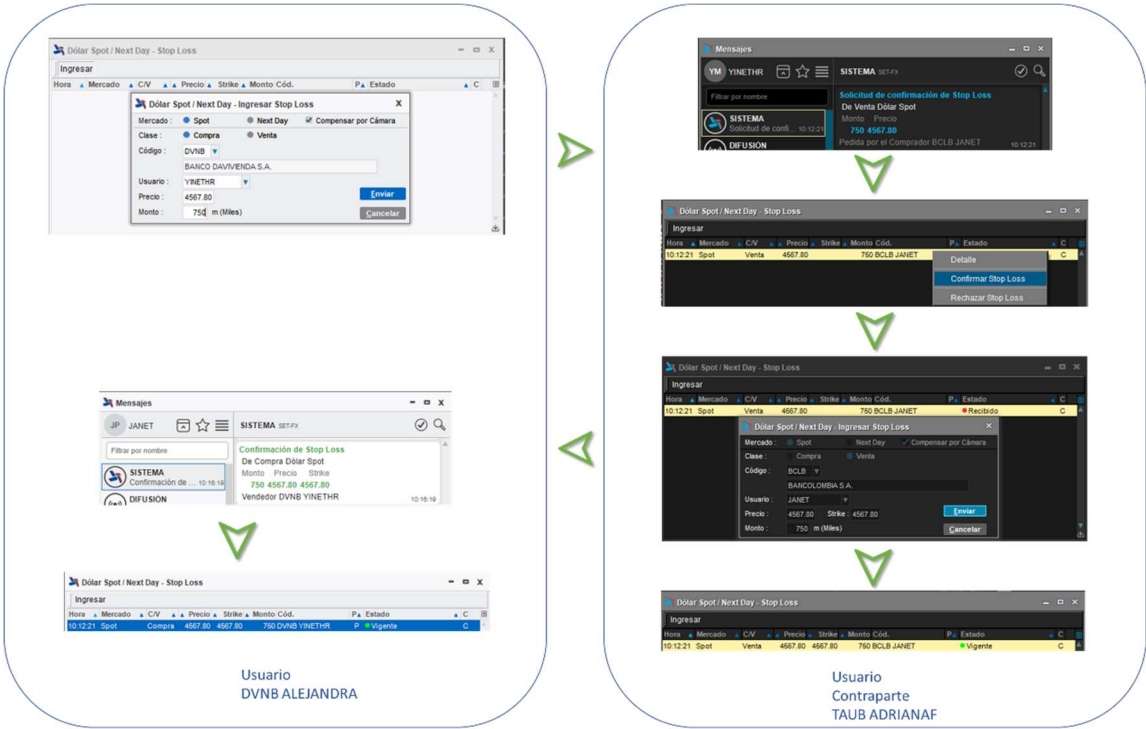 Dólar Spot / Next Day - Stop Loss
Ingresar
Hora Mercado C/V Precio Strike Monto Cód. P Estado C
Dólar Spot / Next Day - Ingresar Stop Loss X
Mercado : Spot Next Day Compensar por Cámara
Clase : Compra Venta
Código : DVNB
BANCO DAVIVIENDA S.A.
Usuario : YINETHR
Precio : 4567.80 Enviar
Monto : 750 m (Miles) Cancelar
Mensajes
JP JANET SISTEMA SET-FX
Filtrar por nombre
Confirmación de Stop Loss
De Compra Dólar Spot
SISTEMA
Confirmación de ... 10:16:19
Monto Precio Strike
750 4567.80 4567.80
DIFUSIÓN
Vendedor DVNB YINETHR 10:16:19
Dólar Spot / Next Day - Stop Loss
Ingresar
Hora Mercado C/V Precio Strike Monto Cód. P Estado C
10:12:21 Spot Compra 4567.80 4567.80 750 DVNB YINETHR P Vigente C
Usuario
DVNB ALEJANDRA
Mensajes
YM YINETHR SISTEMA SET-FX
Filtrar por nombre
Solicitud de confirmación de Stop Loss
De Venta Dólar Spot
SISTEMA
Solicitud de confi... 10:12:21
Monto Precio
750 4567.80
DIFUSIÓN
Pedida por el Comprador BCLB JANET 10:12:21
Dólar Spot / Next Day - Stop Loss
Ingresar
Hora Mercado C/V Precio Strike Monto Cód. P Estado C
10:12:21 Spot Venta 4567.80 750 BCLB JANET C
Detalle
Confirmar Stop Loss
Rechazar Stop Loss
Dólar Spot / Next Day - Stop Loss
Ingresar
Hora Mercado C/V Precio Strike Monto Cód. P Estado C
10:12:21 Spot Venta 4567.80 750 BCLB JANET Recibido C
Dólar Spot / Next Day - Ingresar Stop Loss
Mercado : Spot Next Day Compensar por Cámara
Clase : Compra Venta
Código : BCLB
BANCOLOMBIA S.A.
Usuario : JANET
Precio : 4567.80 Strike : 4567.80 Enviar
Monto : 750 m (Miles) Cancelar
Dólar Spot / Next Day - Stop Loss
Ingresar
Hora Mercado C/V Precio Strike Monto Cód. P Estado C
10:12:21 Spot Venta 4567.80 4567.80 750 BCLB JANET Vigente C
Usuario
Contraparte
TAUB ADRIANAF